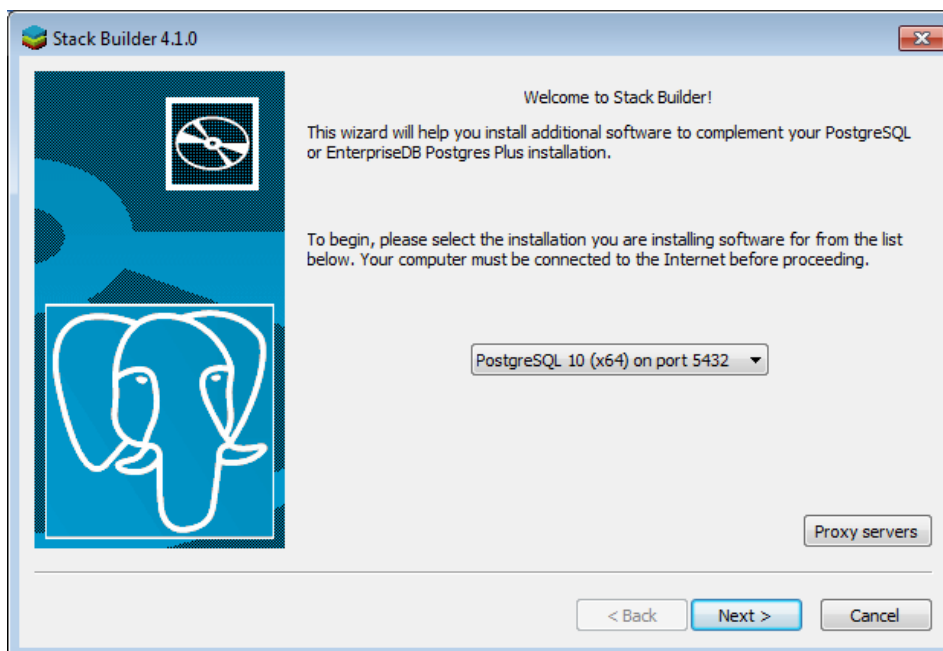 Stack Builder 4.1.0
Welcome to Stack Builder!
This wizard will help you install additional software to complement your PostgreSQL
or EnterpriseDB Postgres Plus installation.
To begin, please select the installation you are installing software for from the list
below. Your computer must be connected to the Internet before proceeding.
PostgreSQL 10 (x64) on port 5432
Proxy servers
< Back
Next >
Cancel